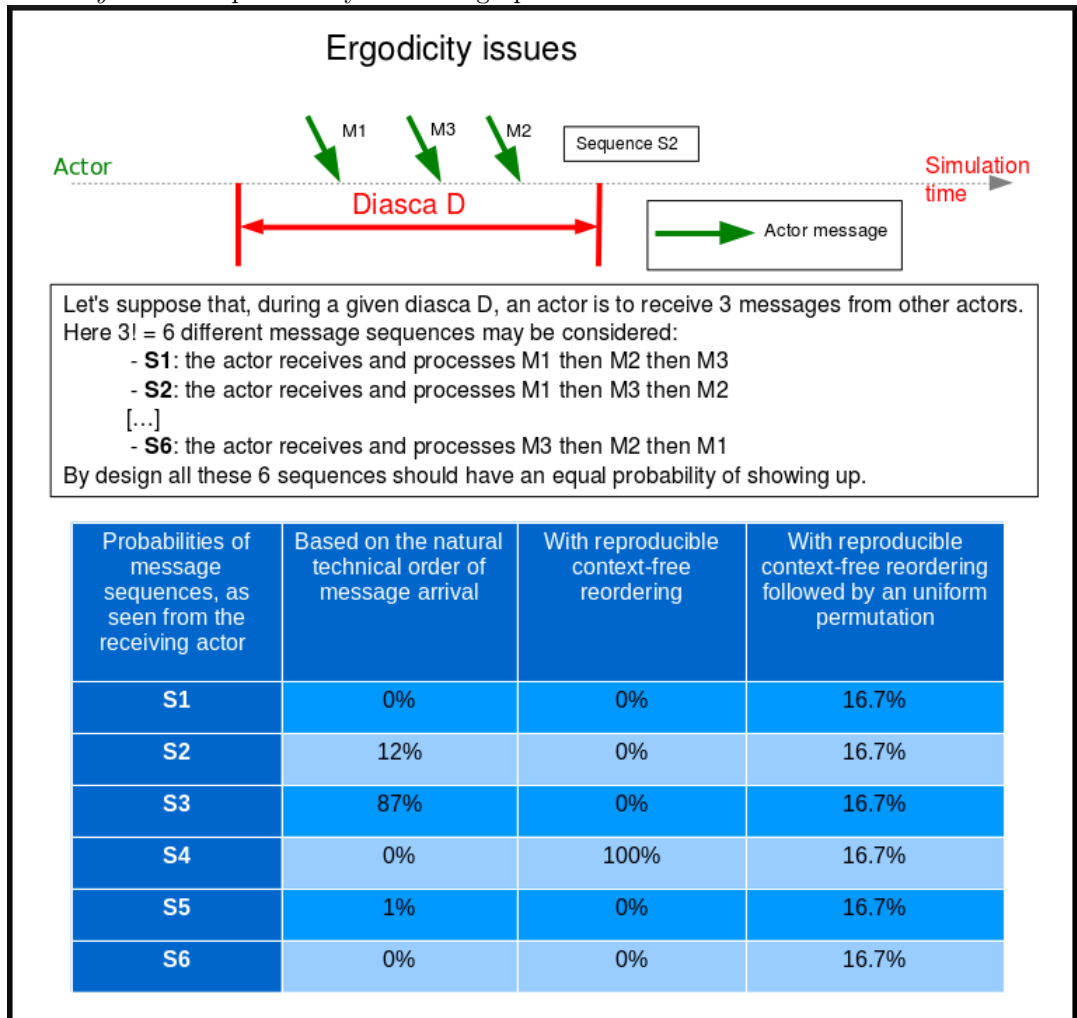 Ergodicity issues
M1
M3
M2
Sequence S2
Actor
Simulation
time
Diasca D
Actor message
Let's suppose that, during a given diasca D, an actor is to receive 3 messages from other actors.
Here 3! = 6 different message sequences may be considered:
- S1: the actor receives and processes M1 then M2 then M3
- S2: the actor receives and processes M1 then M3 then M2
[...]
- S6: the actor receives and processes M3 then M2 then M1
By design all these 6 sequences should have an equal probability of showing up.
Probabilities of
message
sequences, as
seen from the
receiving actor
Based on the natural
technical order of
message arrival
With reproducible
context-free
reordering
With reproducible
context-free reordering
followed by an uniform
permutation
S1 0% 0% 16.7%
S2 12% 0% 16.7%
S3 87% 0% 16.7%
S4 0% 100% 16.7%
S5 1% 0% 16.7%
S6 0% 0% 16.7%